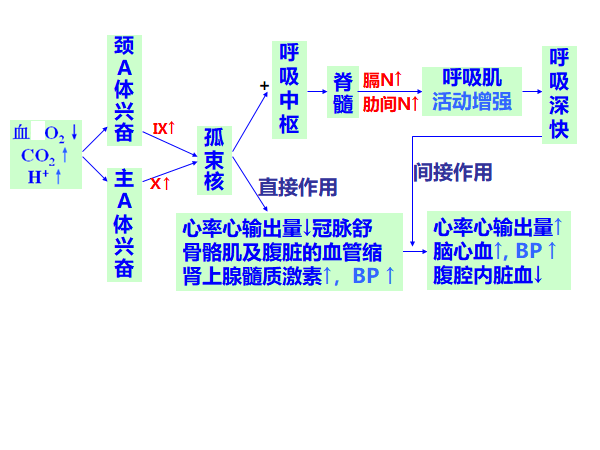 血 O₂↓
CO₂↑
H⁺↑
颈A体兴奋
主A体兴奋
IX↑
X↑
孤束核
+
呼吸中枢
脊髓
膈N↑
肋间N↑
呼吸肌
活动增强
呼吸深快
直接作用
间接作用
心率心输出量↓冠脉舒
骨骼肌及腹脏的血管缩
肾上腺髓质激素↑, BP ↑
心率心输出量↑
脑心血↑, BP ↑
腹腔内脏血↓